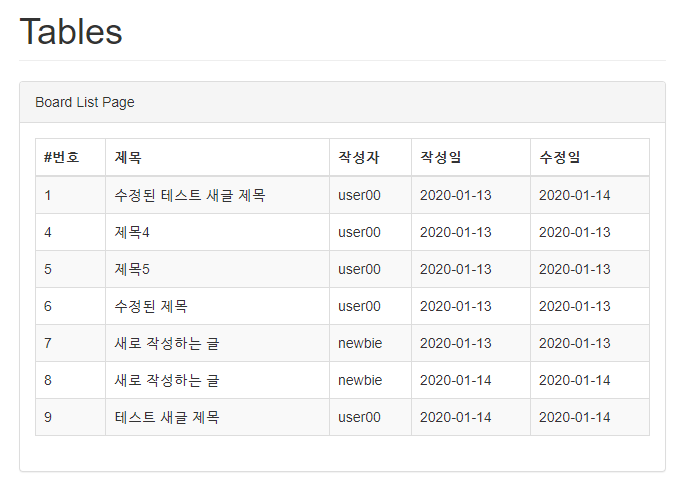 Tables
Board List Page
#번호 제목 작성자 작성일 수정일
1 수정된 테스트 새글 제목 user00 2020-01-13 2020-01-14
4 제목4 user00 2020-01-13 2020-01-13
5 제목5 user00 2020-01-13 2020-01-13
6 수정된 제목 user00 2020-01-13 2020-01-13
7 새로 작성하는 글 newbie 2020-01-13 2020-01-13
8 새로 작성하는 글 newbie 2020-01-14 2020-01-14
9 테스트 새글 제목 user00 2020-01-14 2020-01-14